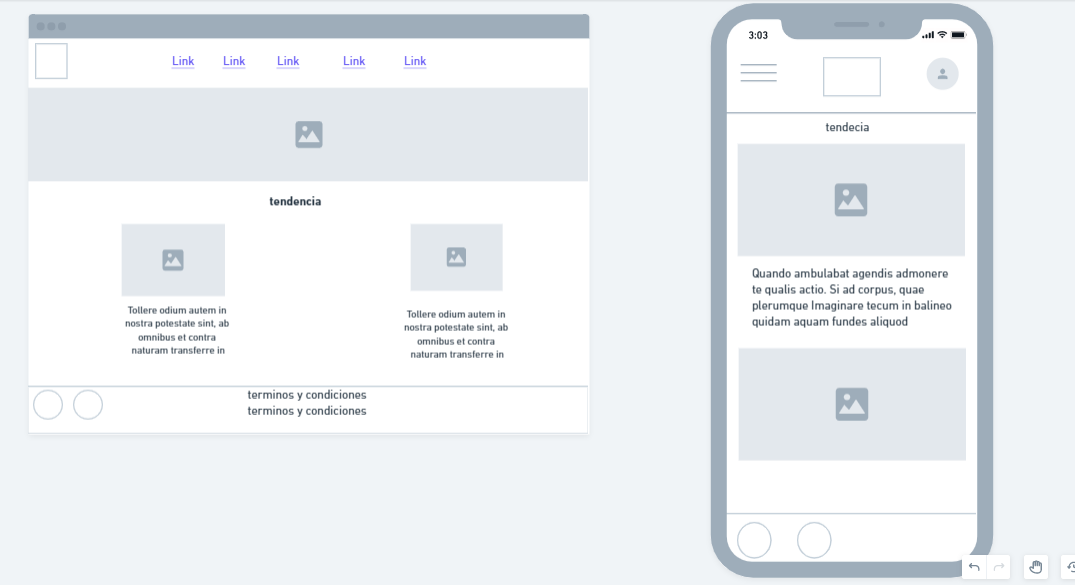 Link Link Link Link Link
tendencia
Tollere odium autem in
nostra potestate sint, ab
omnibus et contra
naturam transferre in
Tollere odium autem in
nostra potestate sint, ab
omnibus et contra
naturam transferre in
terminos y condiciones
terminos y condiciones
3:03
tendecia
Quando ambulabat agendis admonere
te qualis actio. Si ad corpus, quae
plerumque Imaginare tecum in balineo
quidam aquam fundes aliquod